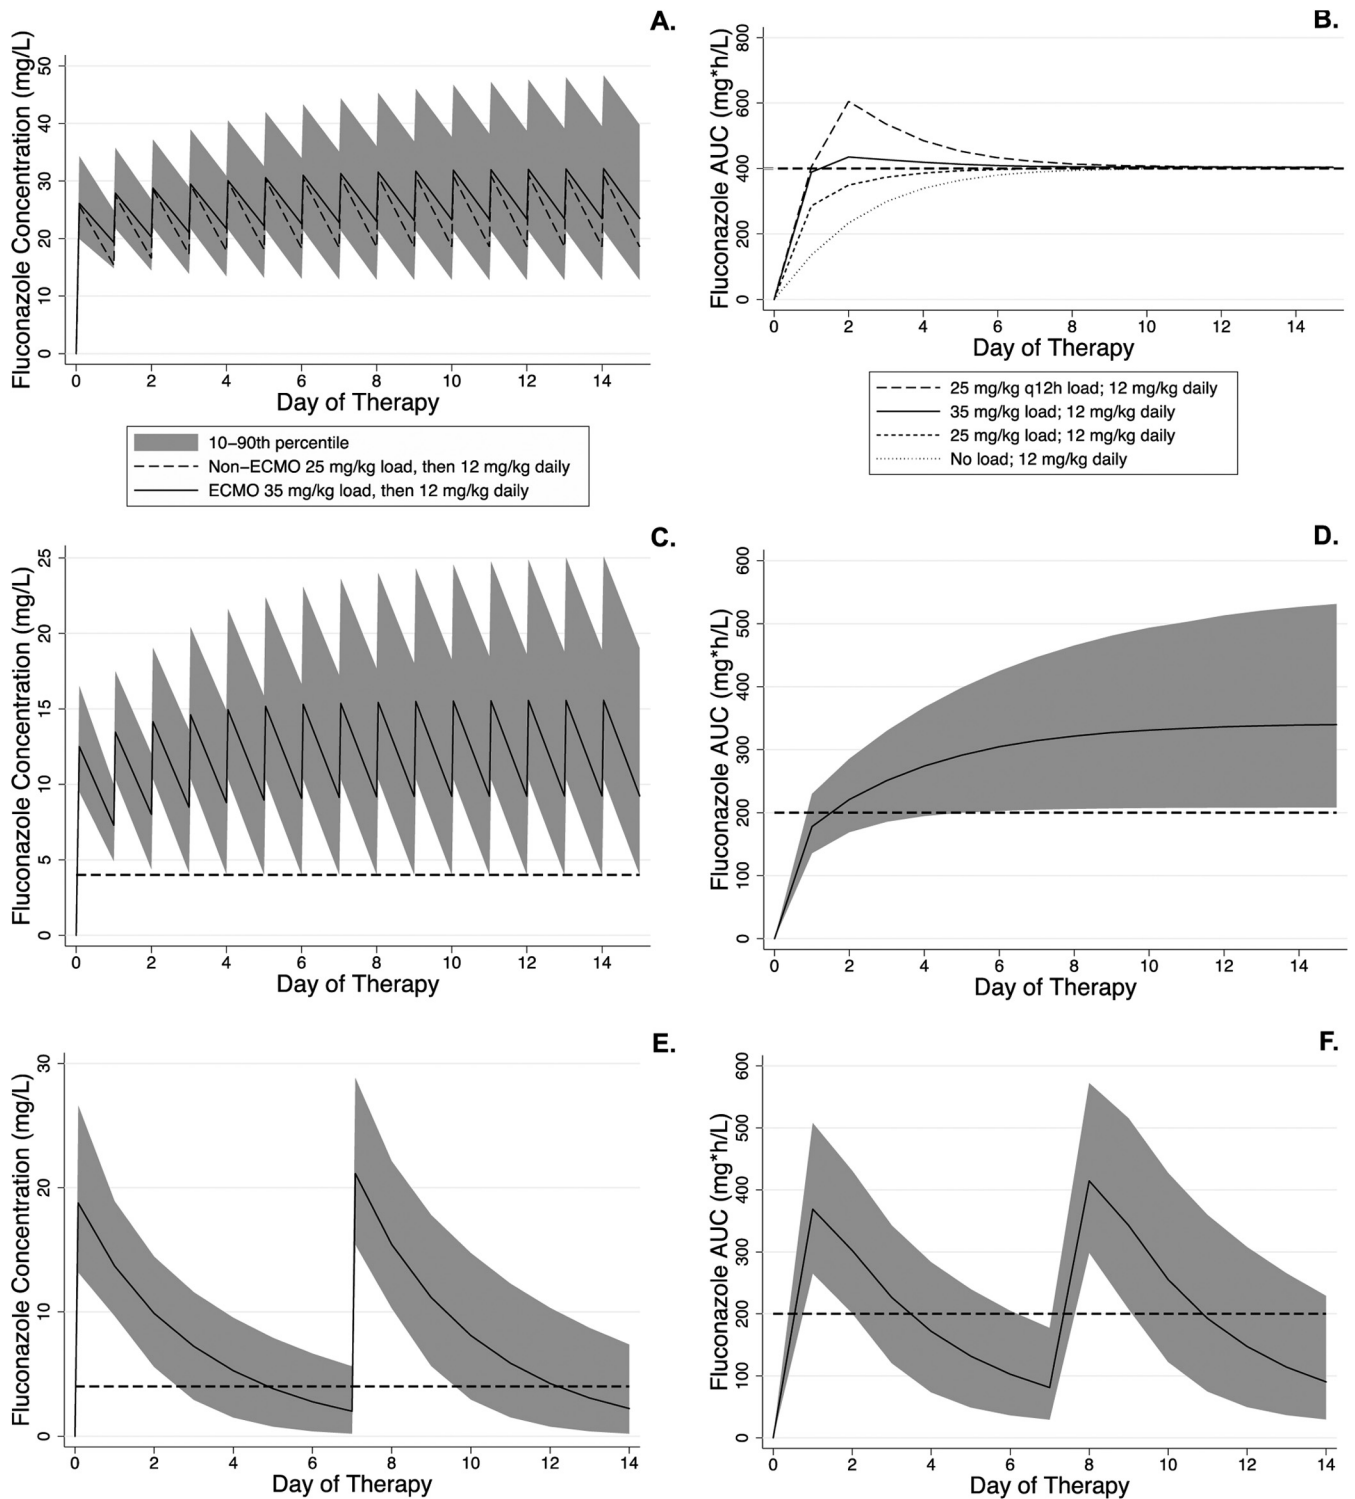 A.
Fluconazole Concentration (mg/L)
50
40
30
20
10
0
0 2 4 6 8 10 12 14
Day of Therapy
10–90th percentile
Non–ECMO 25 mg/kg load, then 12 mg/kg daily
ECMO 35 mg/kg load, then 12 mg/kg daily
B.
Fluconazole AUC (mg*h/L)
800
600
400
200
0
0 2 4 6 8 10 12 14
Day of Therapy
25 mg/kg q12h load; 12 mg/kg daily
35 mg/kg load; 12 mg/kg daily
25 mg/kg load; 12 mg/kg daily
No load; 12 mg/kg daily
C.
Fluconazole Concentration (mg/L)
25
20
15
10
5
0
0 2 4 6 8 10 12 14
Day of Therapy
D.
Fluconazole AUC (mg*h/L)
600
500
400
300
200
100
0
0 2 4 6 8 10 12 14
Day of Therapy
E.
Fluconazole Concentration (mg/L)
30
20
10
0
0 2 4 6 8 10 12 14
Day of Therapy
F.
Fluconazole AUC (mg*h/L)
600
500
400
300
200
100
0
0 2 4 6 8 10 12 14
Day of Therapy